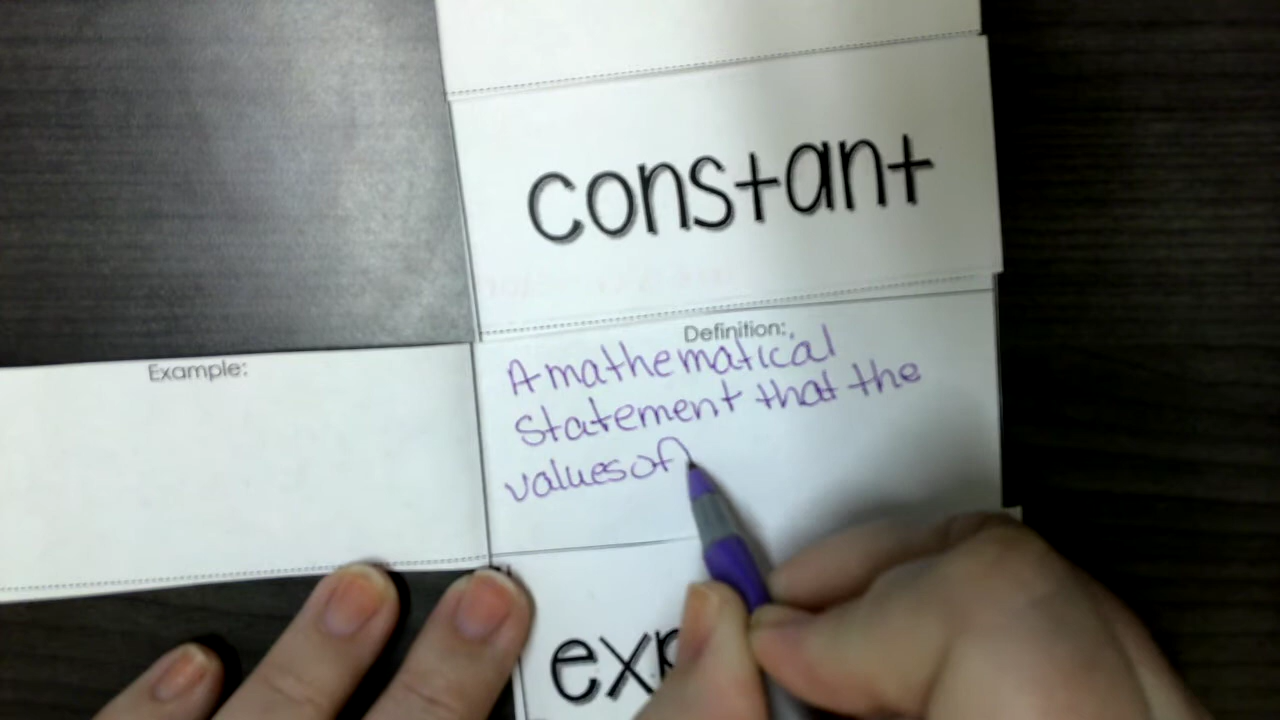 constant
Example:
Definition:
A mathematical
statement that the
values of
exp